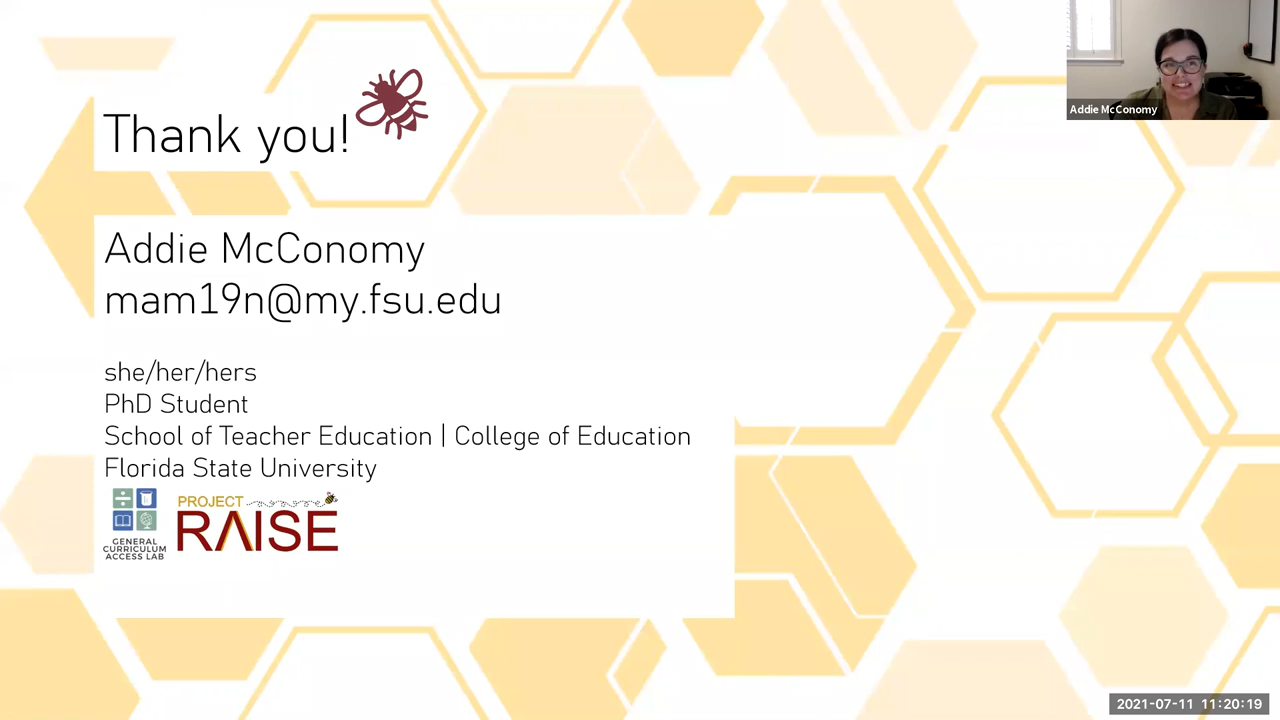 Thank you!
Addie McConomy
mam19n@my.fsu.edu
she/her/hers
PhD Student
School of Teacher Education | College of Education
Florida State University
GENERAL
CURRICULUM
ACCESS LAB
PROJECT
RAISE
Addie McConomy
2021-07-11 11:20:19